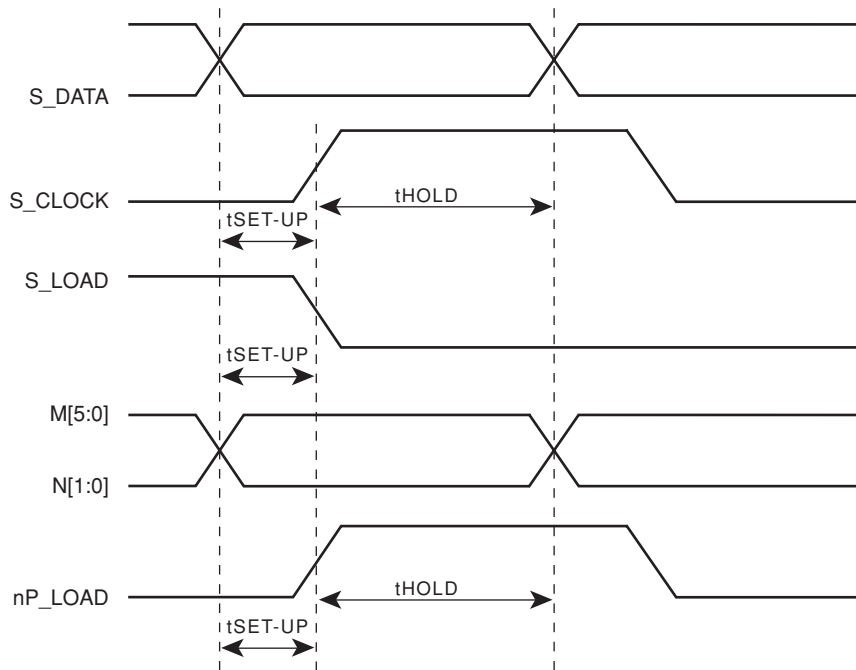 S_DATA
S_CLOCK
tHOLD
tSET-UP
S_LOAD
tSET-UP
M[5:0]
N[1:0]
nP_LOAD
tHOLD
tSET-UP